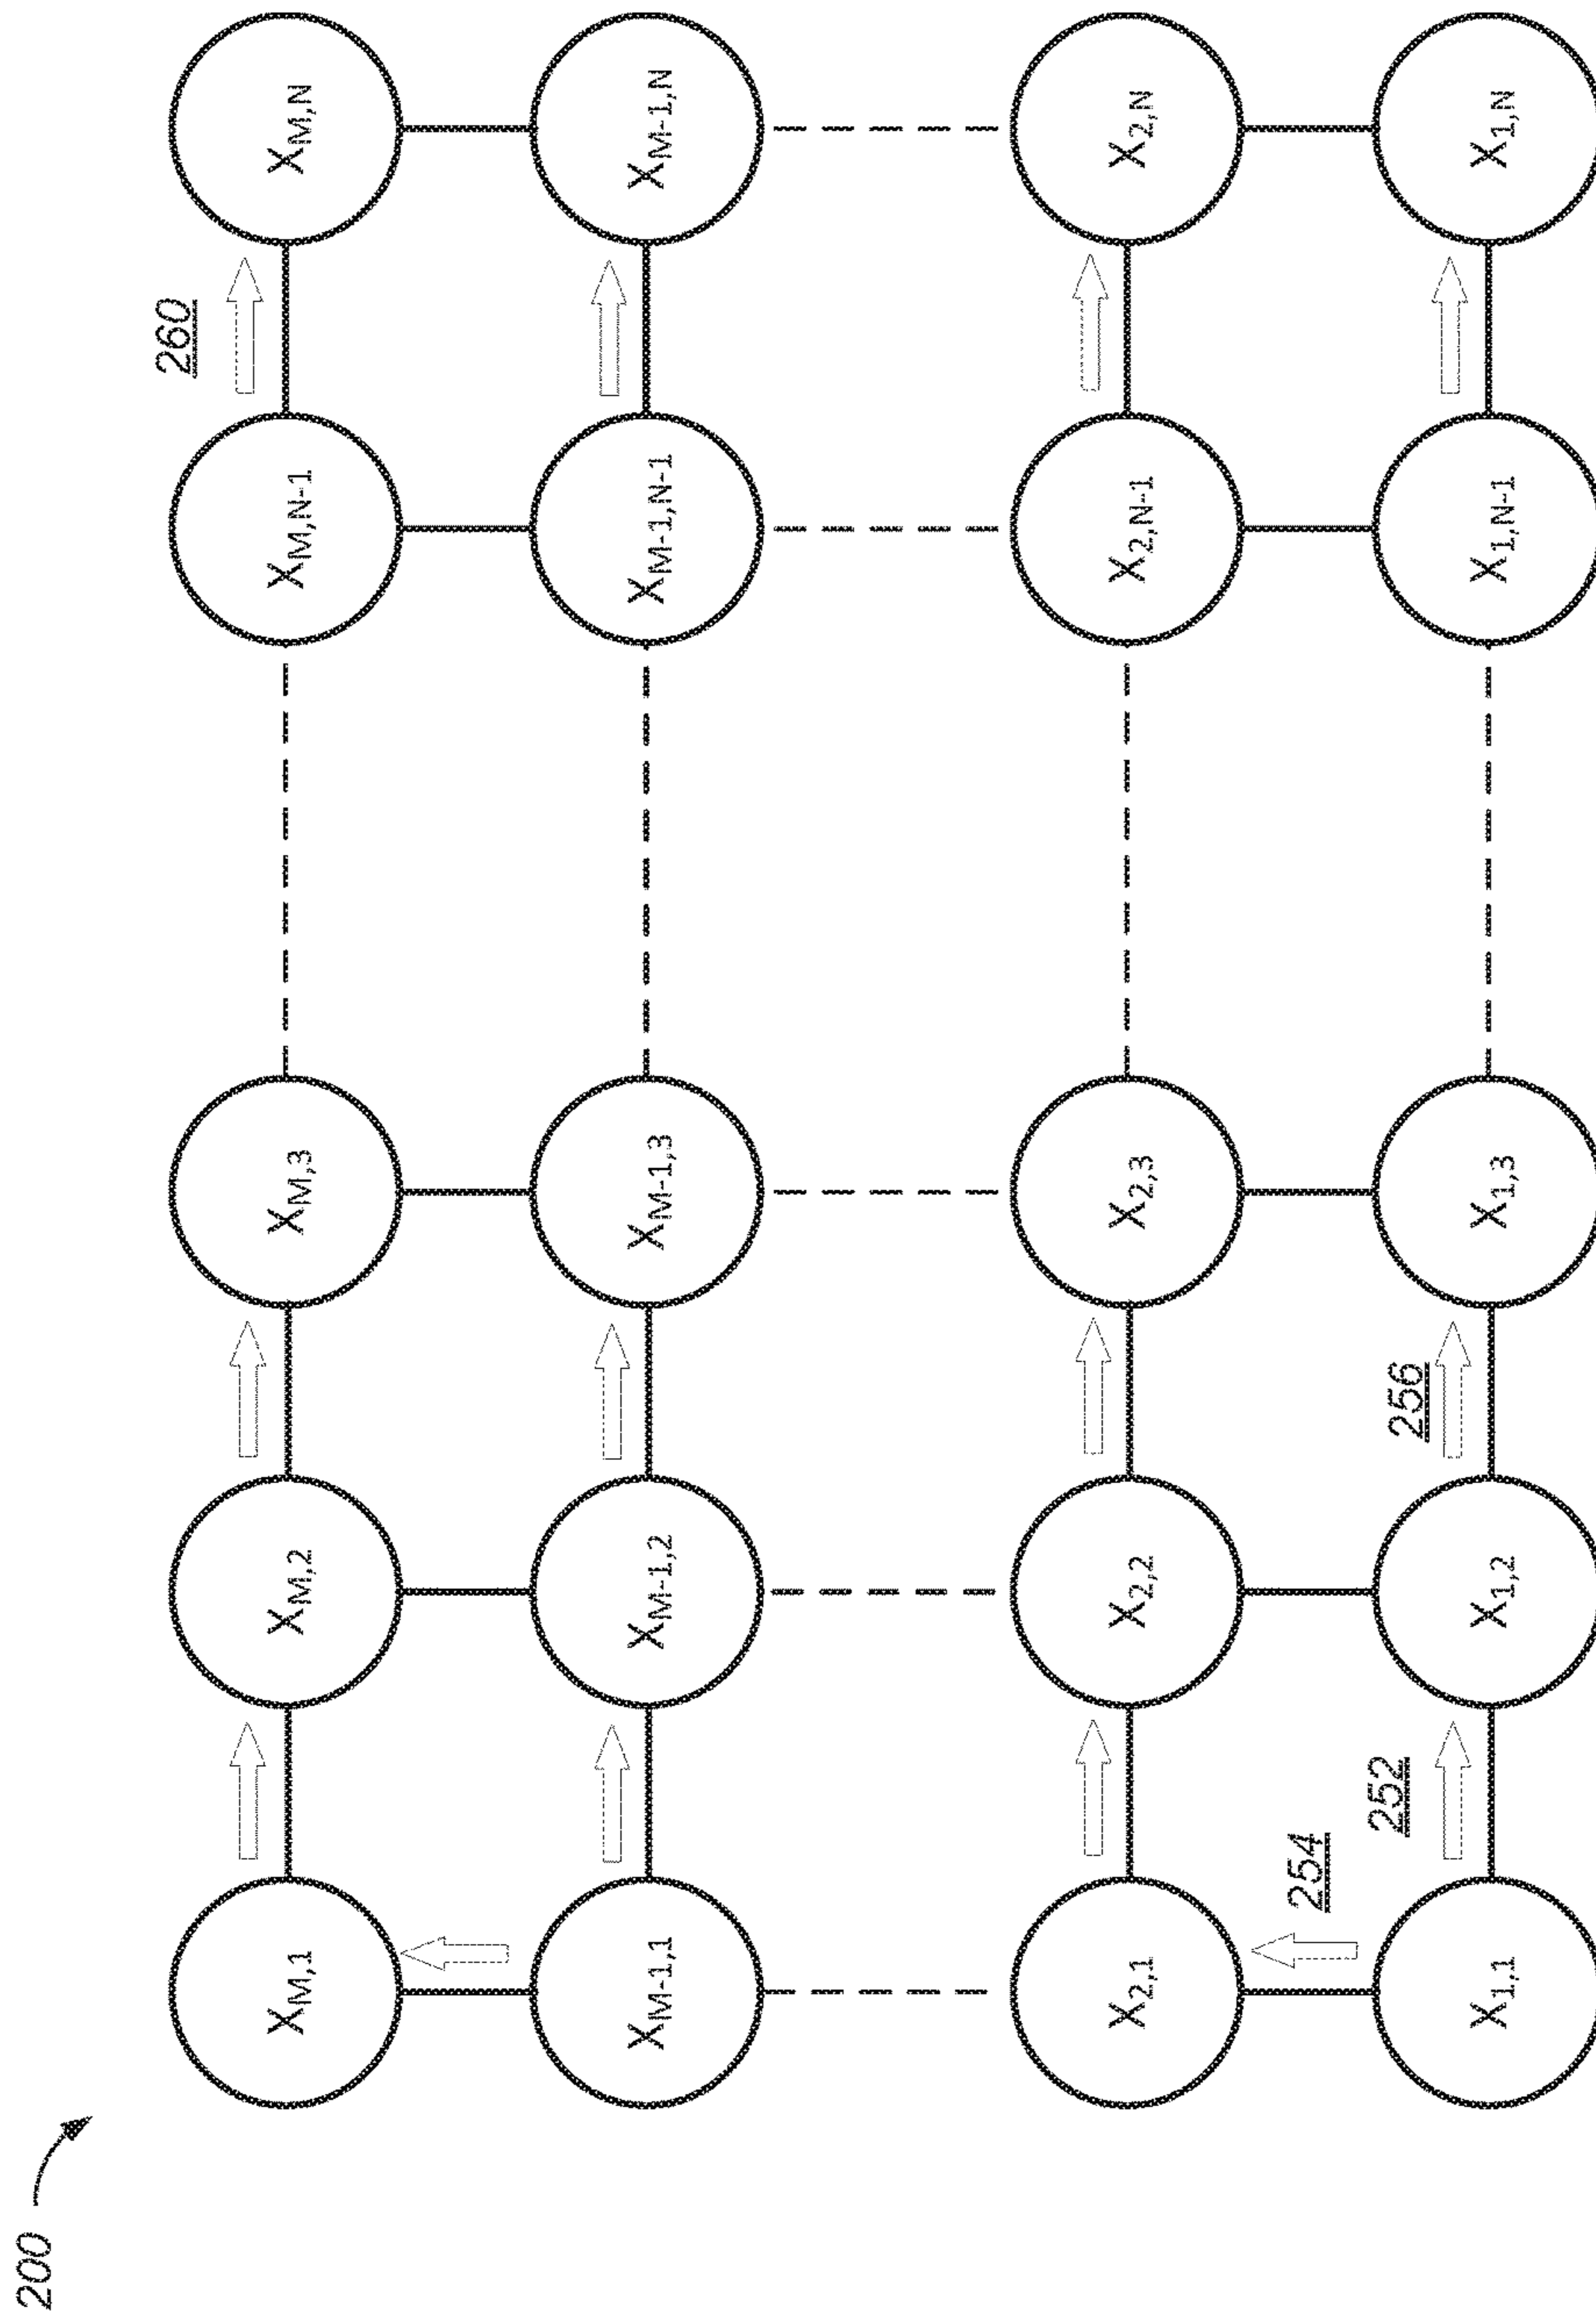 200
260
X_M,1
X_M,2
X_M,3
X_M,N-1
X_M,N
X_M-1,1
X_M-1,2
X_M-1,3
X_M-1,N-1
X_M-1,N
X_2,1
X_2,2
X_2,3
X_2,N-1
X_2,N
254
252
256
X_1,1
X_1,2
X_1,3
X_1,N-1
X_1,N